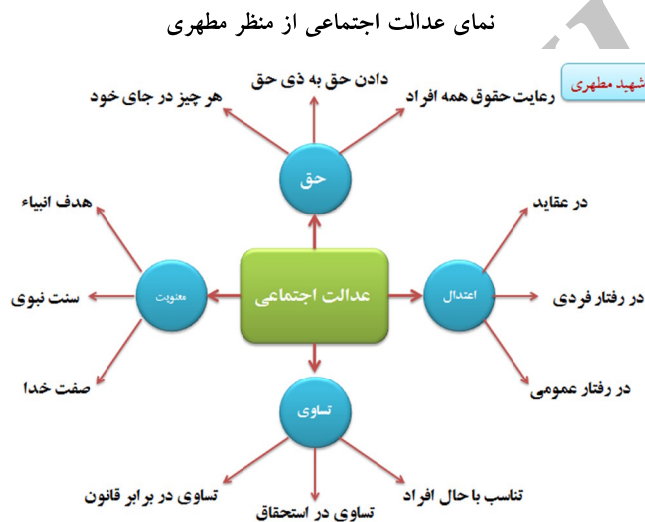 نمای عدالت اجتماعی از منظر مطهری
شهید مطهری
دادن حق به ذی حق
رعایت حقوق همه افراد
هر چیز در جای خود
حق
در عقاید
هدف انبیاء
عدالت اجتماعی
اعتدال
معنویت
در رفتار فردی
سنت نبوی
در رفتار عمومی
صفت خدا
تساوی
تناسب با حال افراد
تساوی در استحقاق
تساوی در برابر قانون